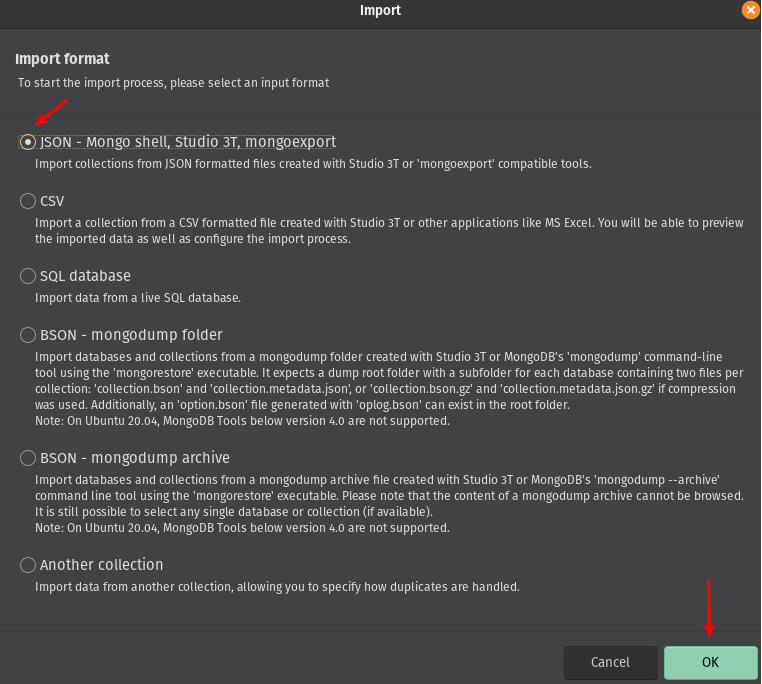 Import
Import format
To start the import process, please select an input format
JSON - Mongo shell, Studio 3T, mongoexport
Import collections from JSON formatted files created with Studio 3T or 'mongoexport' compatible tools.
CSV
Import a collection from a CSV formatted file created with Studio 3T or other applications like MS Excel. You will be able to preview
the imported data as well as configure the import process.
SQL database
Import data from a live SQL database.
BSON - mongodump folder
Import databases and collections from a mongodump folder created with Studio 3T or MongoDB's 'mongodump' command-line
tool using the 'mongorestore' executable. It expects a dump root folder with a subfolder for each database containing two files per
collection: 'collection.bson' and 'collection.metadata.json', or 'collection.bson.gz' and 'collection.metadata.json.gz' if compression
was used. Additionally, an 'option.bson' file generated with 'oplog.bson' can exist in the root folder.
Note: On Ubuntu 20.04, MongoDB Tools below version 4.0 are not supported.
BSON - mongodump archive
Import databases and collections from a mongodump archive file created with Studio 3T or MongoDB's 'mongodump --archive'
command line tool using the 'mongorestore' executable. Please note that the content of a mongodump archive cannot be browsed.
It is still possible to select any single database or collection (if available).
Note: On Ubuntu 20.04, MongoDB Tools below version 4.0 are not supported.
Another collection
Import data from another collection, allowing you to specify how duplicates are handled.
Cancel
OK